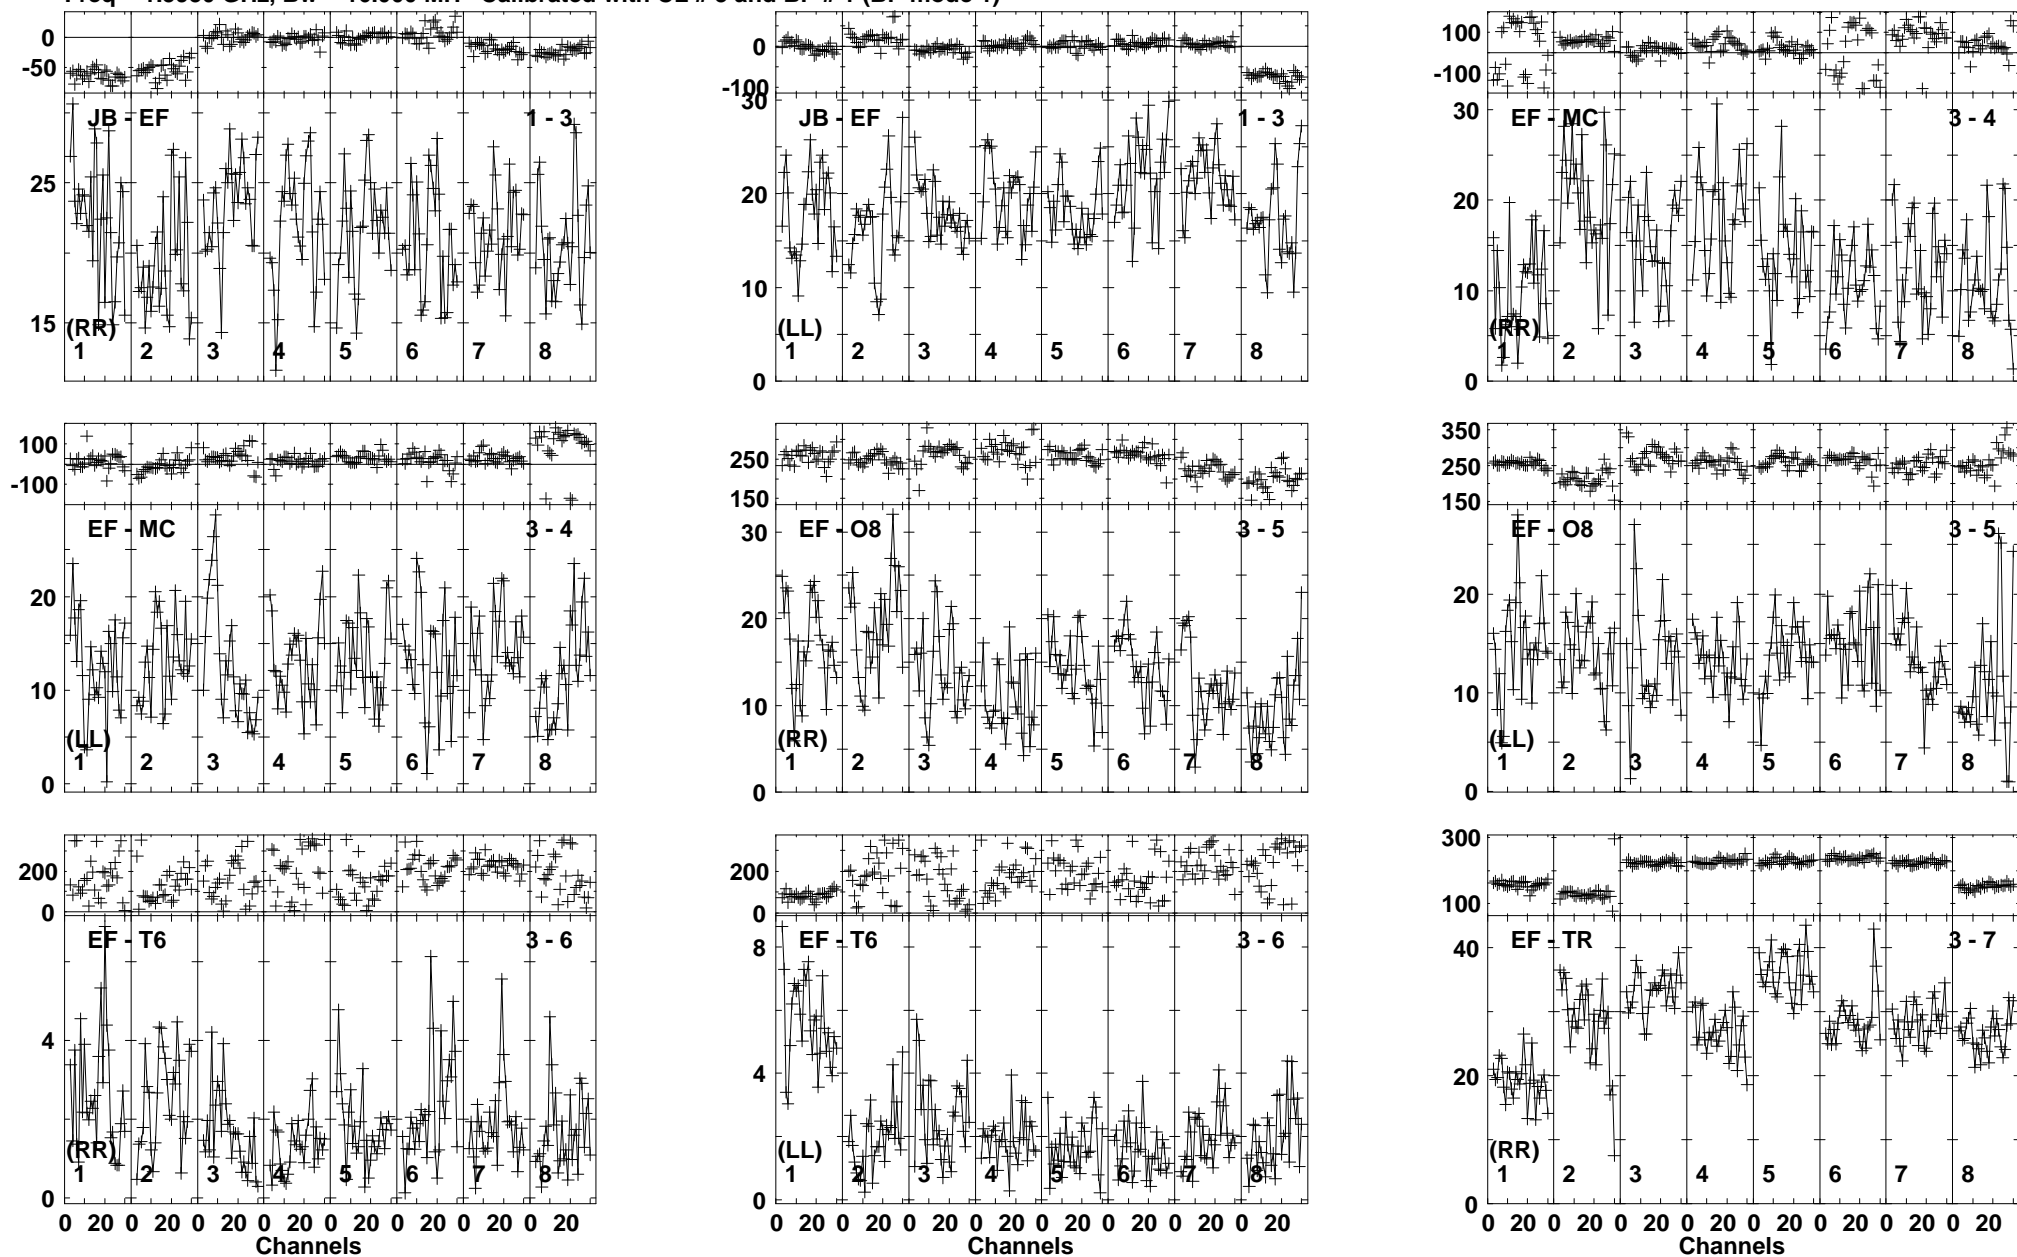 0 -50 JB - EF 1 - 3 25 15 (RR) 1 2 3 4 5 6 7 8
0 -100 30 JB - EF 1 - 3 20 10 0 (LL) 1 2 3 4 5 6 7 8
100 -100 30 EF - MC 3 - 4 20 10 0 (RR) 1 2 3 4 5 6 7 8
100 -100 EF - MC 3 - 4 20 10 0 (LL) 1 2 3 4 5 6 7 8
250 150 30 EF - O8 3 - 5 20 10 0 (RR) 1 2 3 4 5 6 7 8
350 250 150 EF - O8 3 - 5 20 10 0 (LL) 1 2 3 4 5 6 7 8
200 0 EF - T6 3 - 6 4 0 (RR) 1 2 3 4 5 6 7 8
0 20 0 20 0 20 0 20 0 20 0 20 0 20 0 20
Channels
200 0 8 EF - T6 3 - 6 4 0 (LL) 1 2 3 4 5 6 7 8
0 20 0 20 0 20 0 20 0 20 0 20 0 20 0 20
Channels
300 100 40 EF - TR 3 - 7 20 0 (RR) 1 2 3 4 5 6 7 8
0 20 0 20 0 20 0 20 0 20 0 20 0 20 0 20
Channels